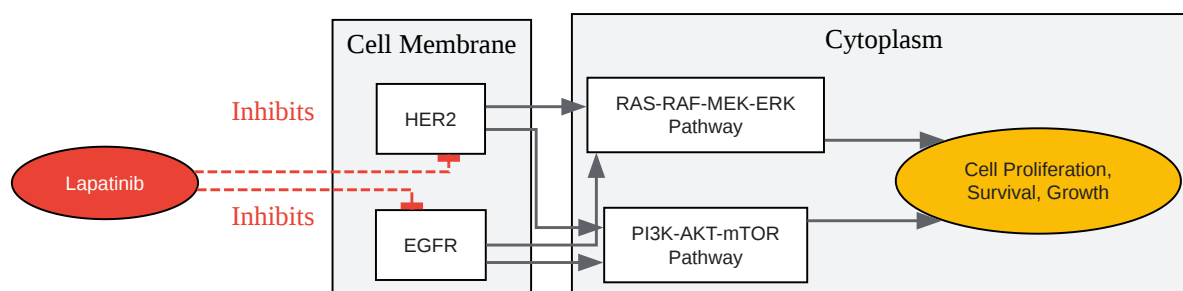 Cell Membrane
Cytoplasm
Inhibits
HER2
RAS-RAF-MEK-ERK
Pathway
Lapatinib
Cell Proliferation,
Survival, Growth
Inhibits
EGFR
PI3K-AKT-mTOR
Pathway